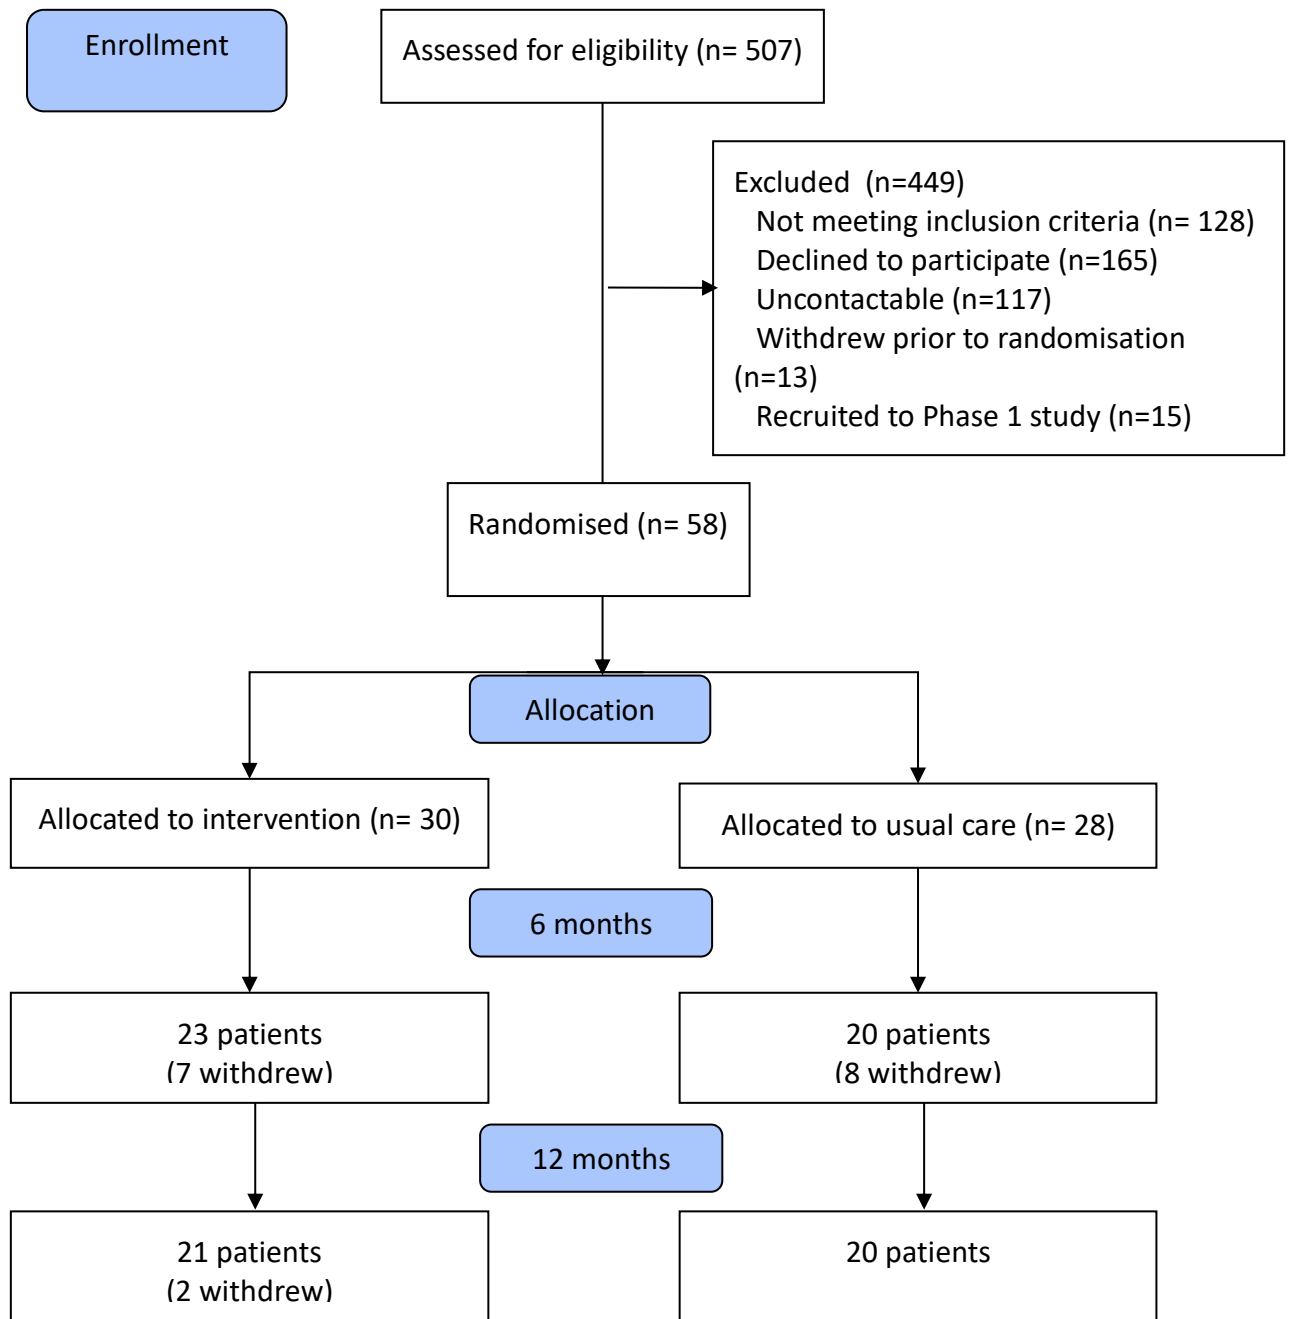 Enrollment
Assessed for eligibility (n= 507)
Excluded  (n=449)
Not meeting inclusion criteria (n= 128)
Declined to participate (n=165)
Uncontactable (n=117)
Withdrew prior to randomisation
(n=13)
Recruited to Phase 1 study (n=15)
Randomised (n= 58)
Allocation
Allocated to intervention (n= 30)
Allocated to usual care (n= 28)
6 months
23 patients
(7 withdrew)
20 patients
(8 withdrew)
12 months
21 patients
(2 withdrew)
20 patients